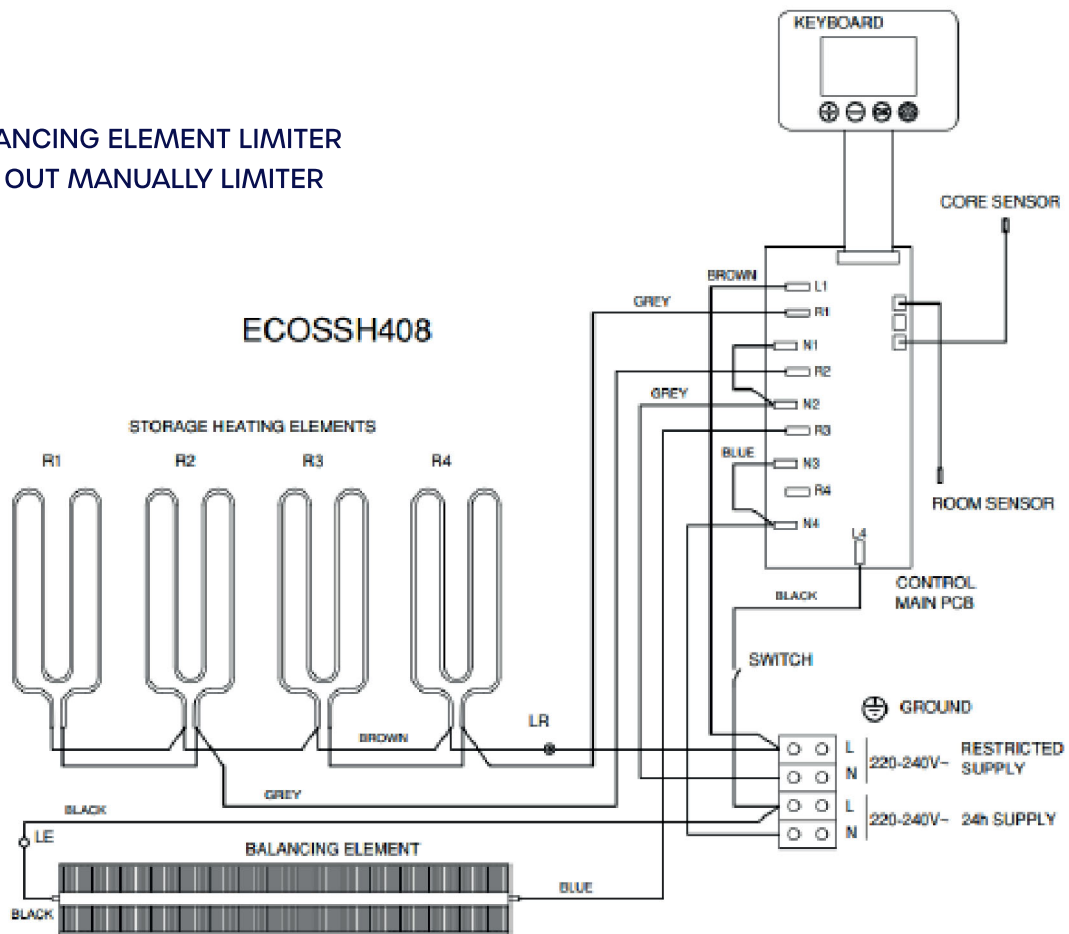 KEYBOARD
ANCING ELEMENT LIMITER
OUT MANUALLY LIMITER
CORE SENSOR
BROWN
L1
GREY
R1
ECOSSH408
N1
R2
GREY
N2
STORAGE HEATING ELEMENTS
R3
R1 R2 R3 R4
BLUE
N3
R4
ROOM SENSOR
N4
L4
CONTROL
MAIN PCB
BLACK
SWITCH
GROUND
LR
BROWN
L
220-240V~
RESTRICTED
SUPPLY
N
GREY
BLACK
L
220-240V~ 24h SUPPLY
N
LE
BALANCING ELEMENT
BLUE
BLACK